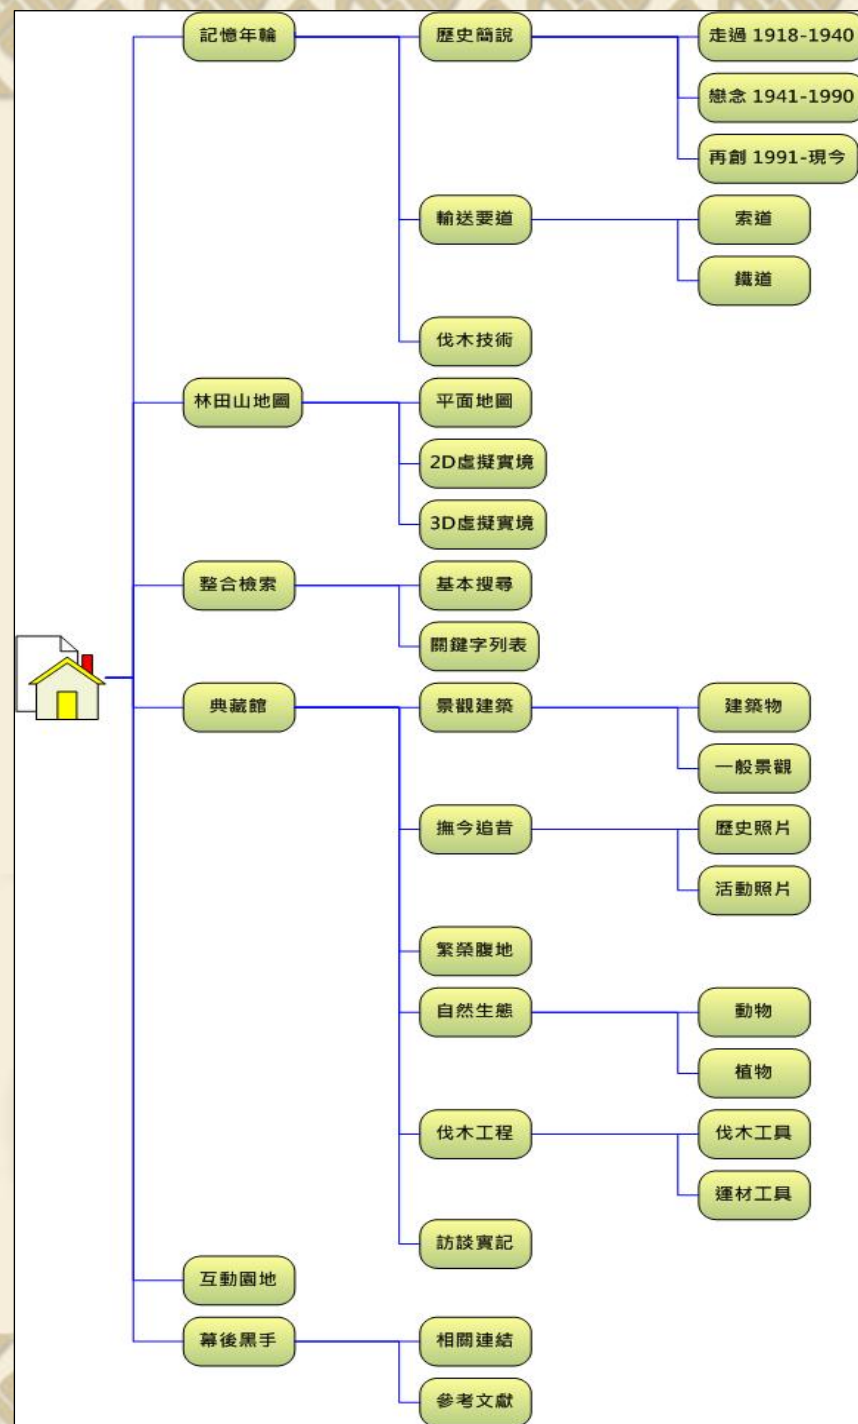 記憶年輪
歷史簡說
走過 1918-1940
戀念 1941-1990
再創 1991-現今
輸送要道
索道
鐵道
伐木技術
林田山地圖
平面地圖
2D虛擬實境
3D虛擬實境
整合檢索
基本搜尋
關鍵字列表
典藏館
景觀建築
建築物
一般景觀
撫今追昔
歷史照片
活動照片
繁榮腹地
自然生態
動物
植物
伐木工程
伐木工具
運材工具
訪談實記
互動園地
幕後黑手
相關連結
參考文獻